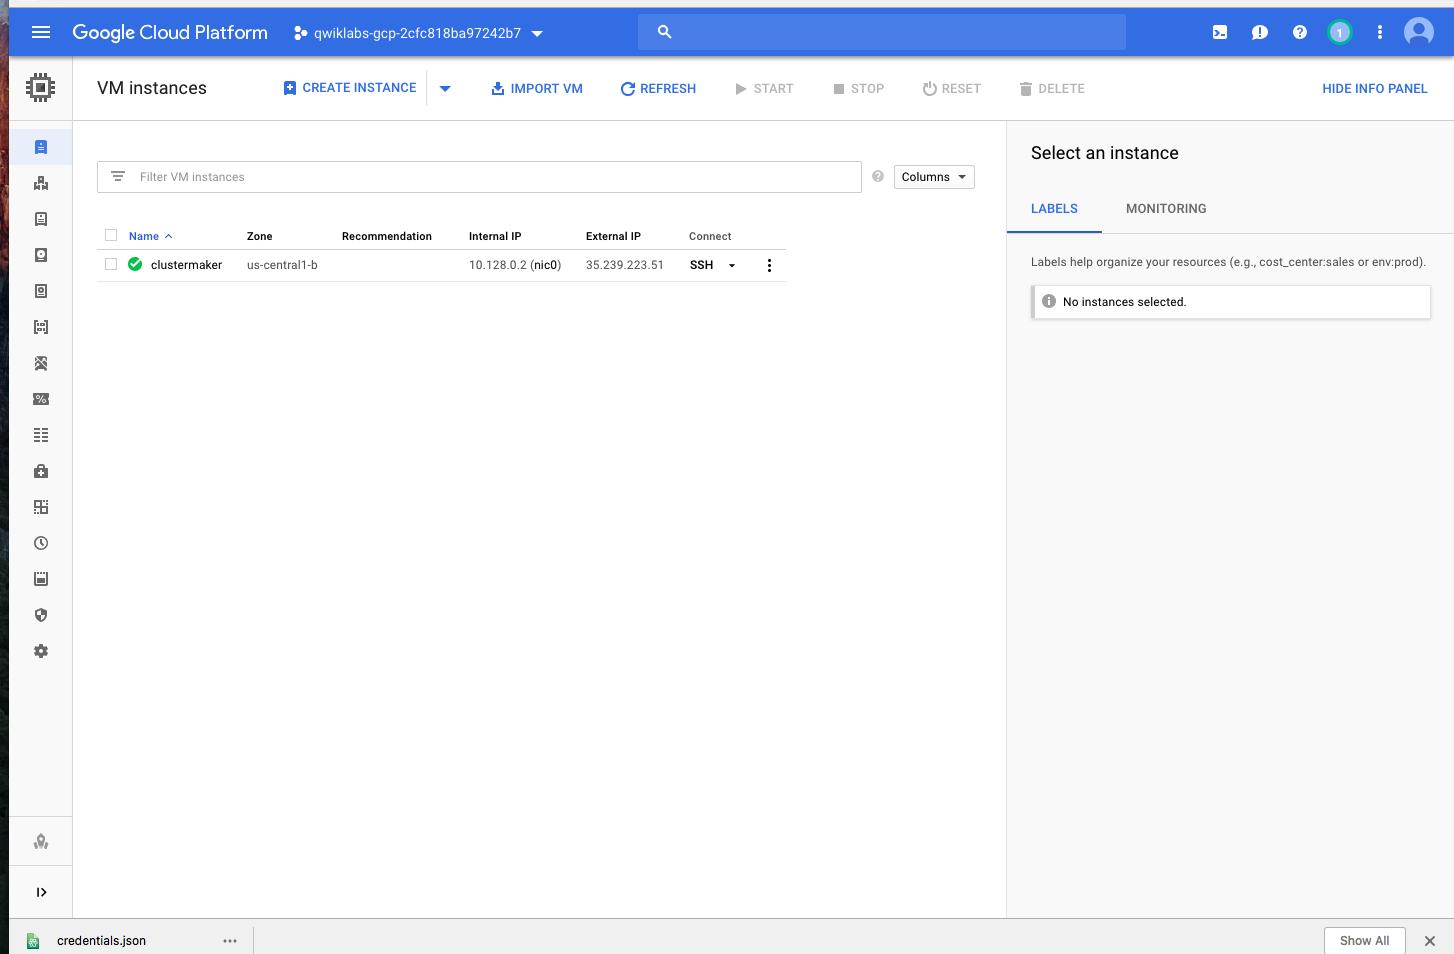 Google Cloud Platform
qwiklabs-gcp-2cfc818ba97242b7
1
VM instances
CREATE INSTANCE
IMPORT VM
REFRESH
START
STOP
RESET
DELETE
HIDE INFO PANEL
Filter VM instances
Columns
Name Zone Recommendation Internal IP External IP Connect
clustermaker us-central1-b 10.128.0.2 (nic0) 35.239.223.51 SSH
Select an instance
LABELS MONITORING
Labels help organize your resources (e.g., cost_center:sales or env:prod).
No instances selected.
credentials.json
Show All